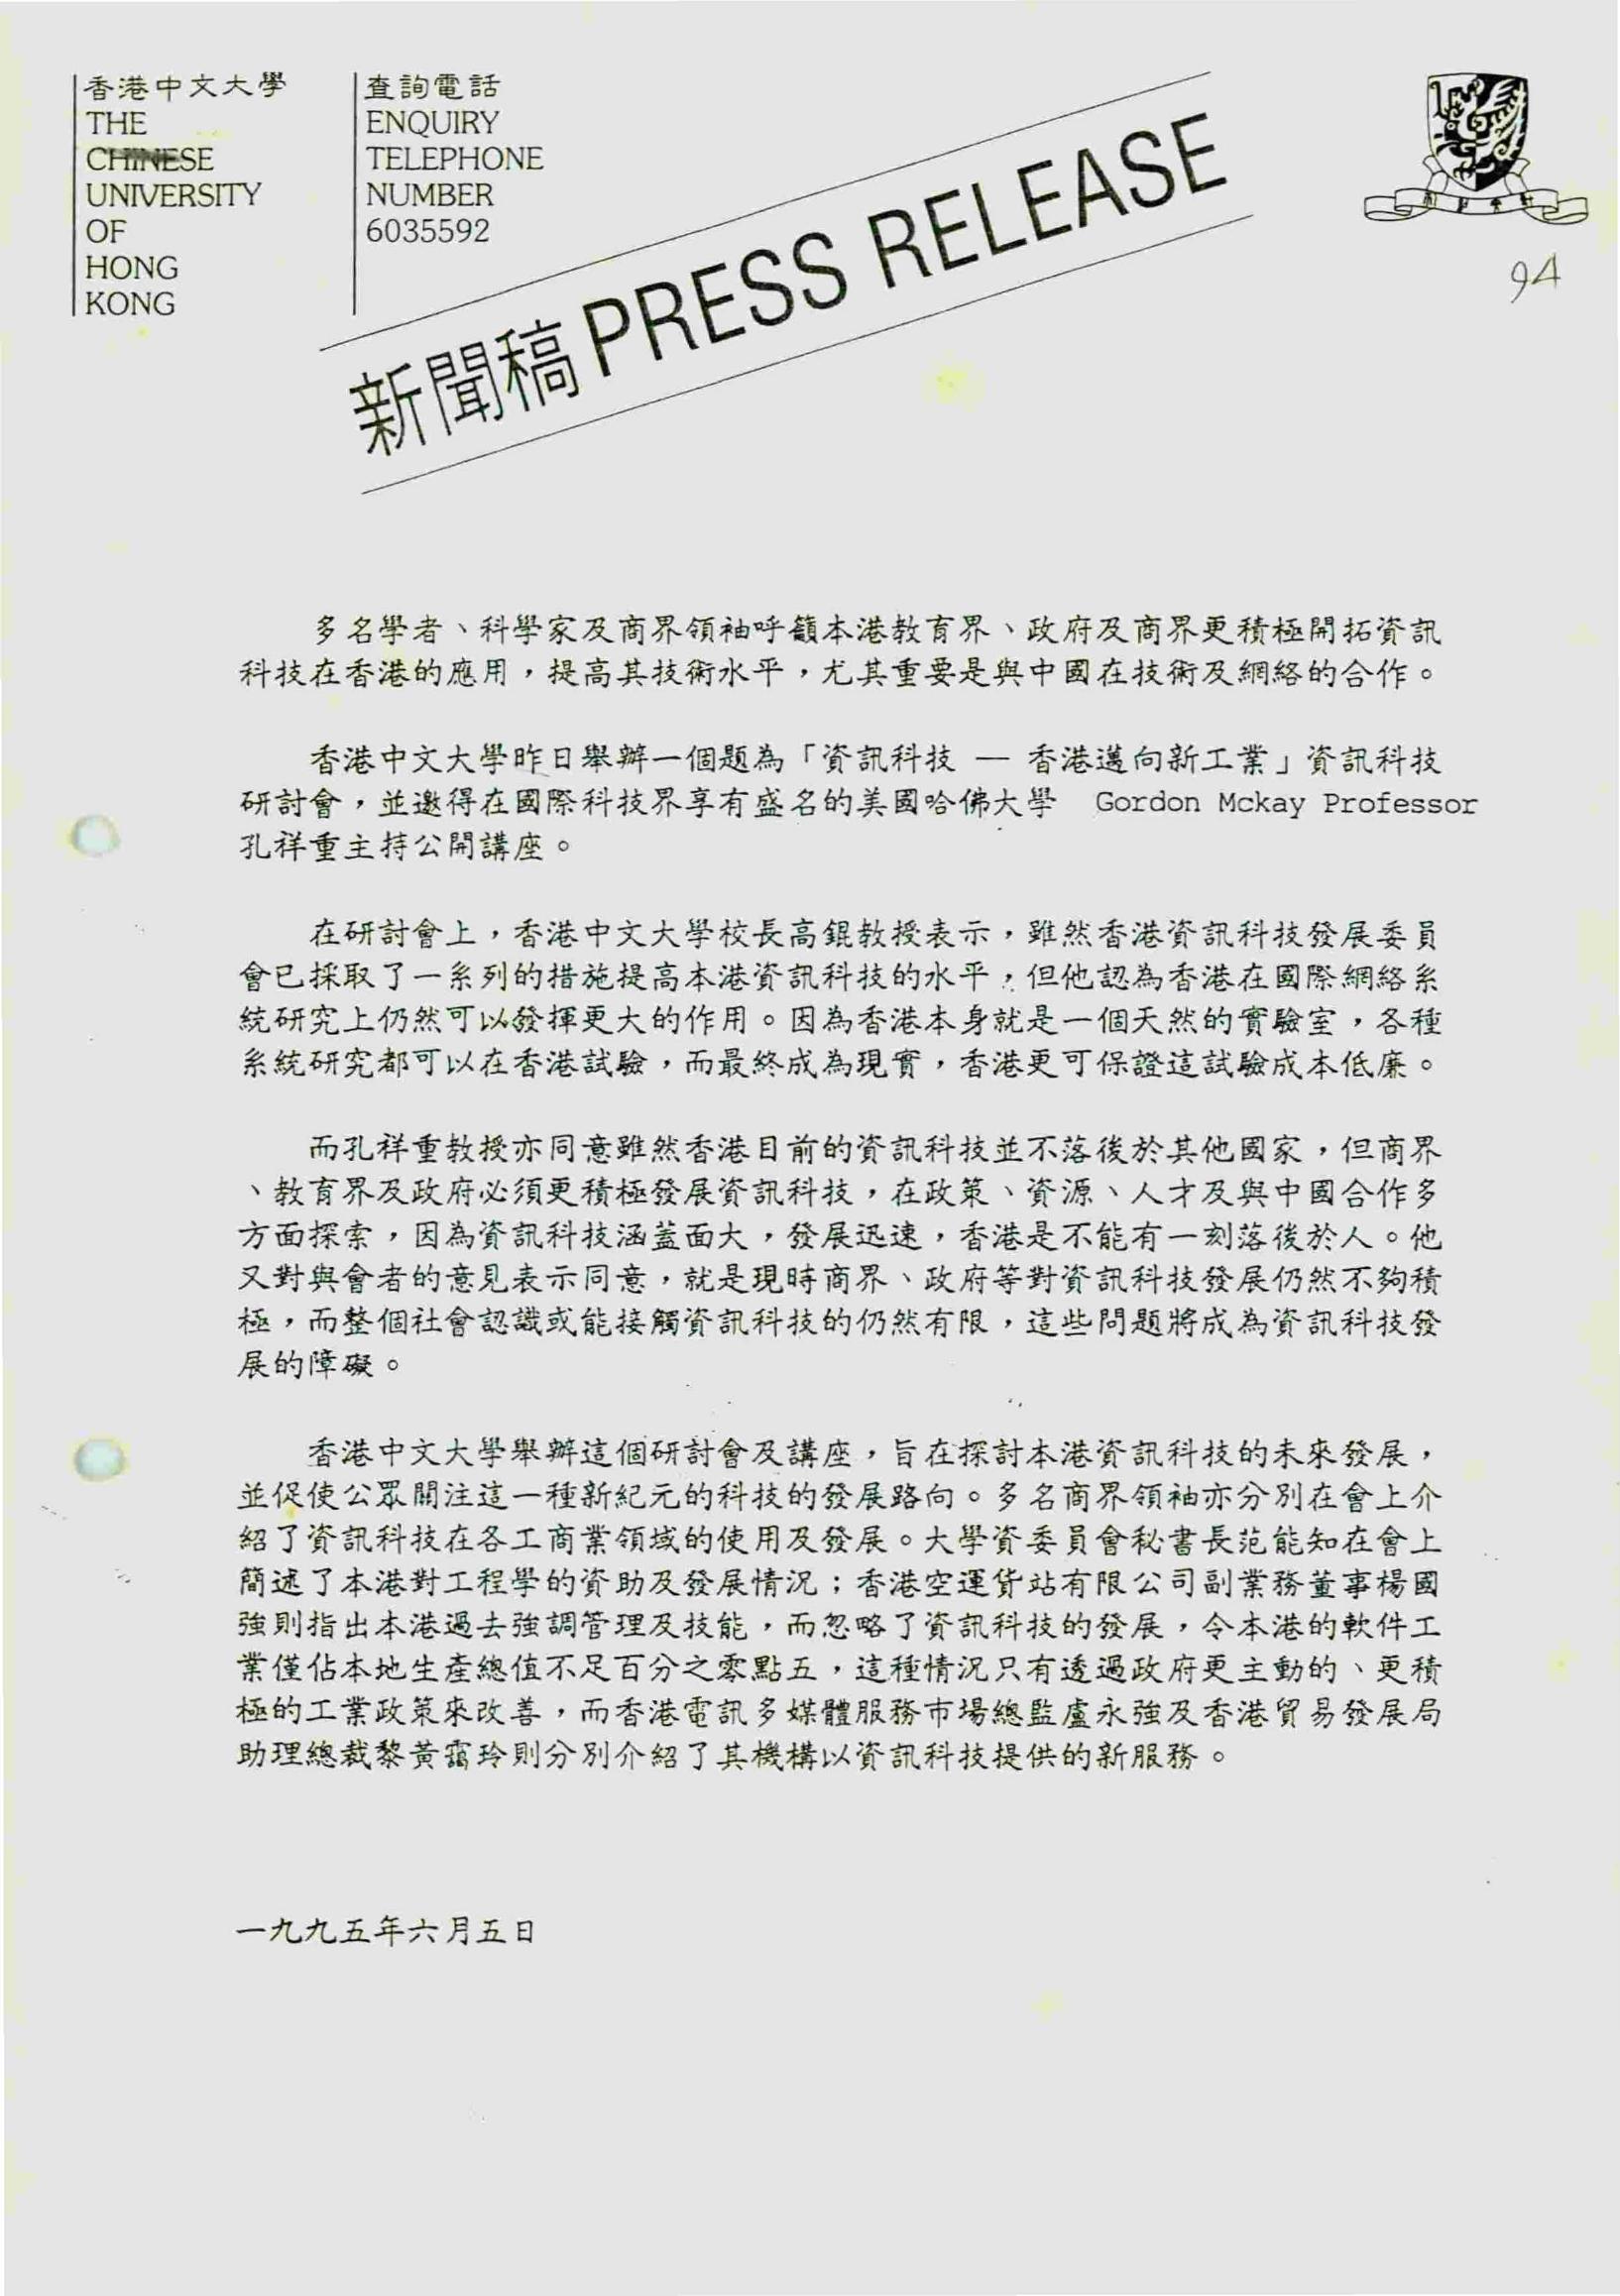 香港中文大學
THE
CHINESE
UNIVERSITY
OF
HONG
KONG
查詢電話
ENQUIRY
TELEPHONE
NUMBER
6035592
新聞稿 PRESS RELEASE
94
多名學者、科學家及商界領袖呼籲本港教育界、政府及商界更積極開拓資訊
科技在香港的應用，提高其技術水平，尤其重要是與中國在技術及網絡的合作。
香港中文大學昨日舉辦一個題為「資訊科技 — 香港邁向新工業」資訊科技
研討會，並邀得在國際科技界享有盛名的美國哈佛大學 Gordon Mckay Professor
孔祥重主持公開講座。
在研討會上，香港中文大學校長高錕教授表示，雖然香港資訊科技發展委員
會已採取了一系列的措施提高本港資訊科技的水平，但他認為香港在國際網絡系
統研究上仍然可以發揮更大的作用。因為香港本身就是一個天然的實驗室，各種
系統研究都可以在香港試驗，而最終成為現實，香港更可保證這試驗成本低廉。
而孔祥重教授亦同意雖然香港目前的資訊科技並不落後於其他國家，但商界
、教育界及政府必須更積極發展資訊科技，在政策、資源、人才及與中國合作多
方面探索，因為資訊科技涵蓋面大，發展迅速，香港是不能有一刻落後於人。他
又對與會者的意見表示同意，就是現時商界、政府等對資訊科技發展仍然不夠積
極，而整個社會認識或能接觸資訊科技的仍然有限，這些問題將成為資訊科技發
展的障礙。
香港中文大學舉辦這個研討會及講座，旨在探討本港資訊科技的未來發展，
並促使公眾關注這一種新紀元的科技的發展路向。多名商界領袖亦分別在會上介
紹了資訊科技在各工商業領域的使用及發展。大學資委員會秘書長范能知在會上
簡述了本港對工程學的資助及發展情況；香港空運貨站有限公司副業務董事楊國
強則指出本港過去強調管理及技能，而忽略了資訊科技的發展，令本港的軟件工
業僅佔本地生產總值不足百分之零點五，這種情況只有透過政府更主動的、更積
極的工業政策來改善，而香港電訊多媒體服務市場總監盧永強及香港貿易發展局
助理總裁黎黃靄玲則分別介紹了其機構以資訊科技提供的新服務。
一九九五年六月五日